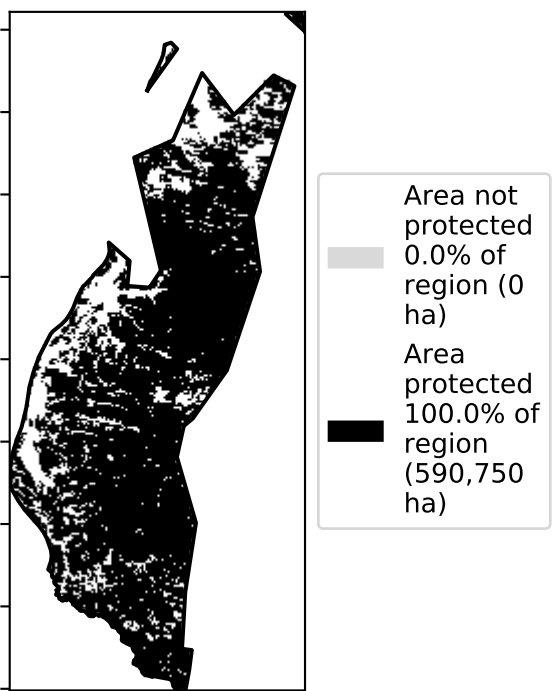 Area not
protected
0.0% of
region (0
ha)
Area
protected
100.0% of
region
(590,750
ha)